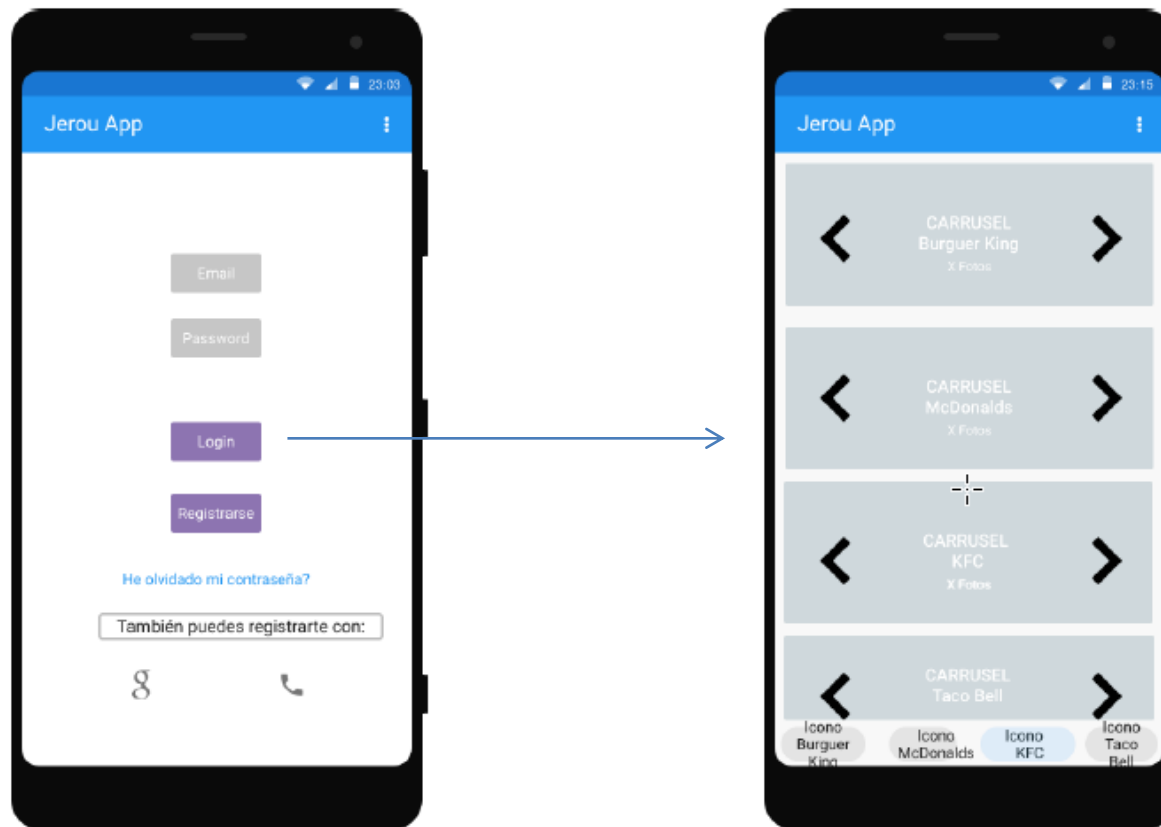 23:03
Jerou App
Email
Password
Login
Registrarse
He olvidado mi contraseña?
También puedes registrarte con:
g
23:15
Jerou App
CARRUSEL
Burguer King
X Fotos
CARRUSEL
McDonalds
X Fotos
CARRUSEL
KFC
X Fotos
CARRUSEL
Taco Bell
Icono
Burguer
King
Icono
McDonalds
Icono
KFC
Icono
Taco
Bell